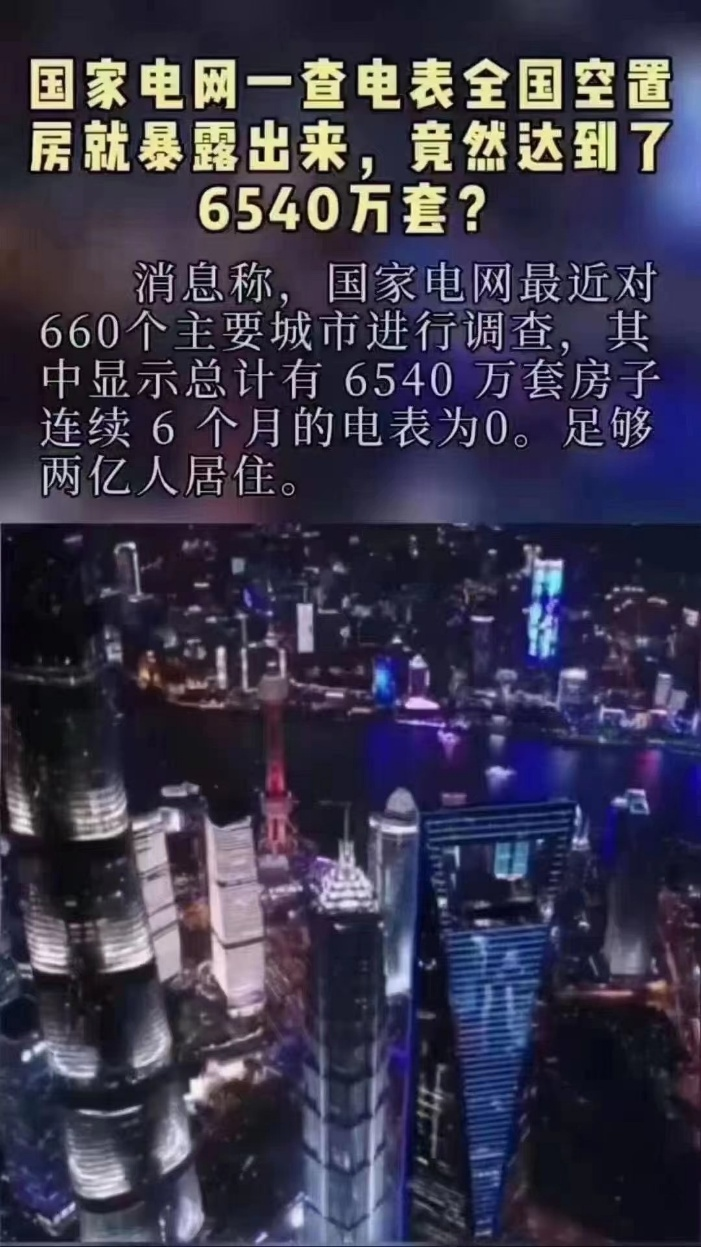 国家电网一查电表全国空置
房就暴露出来，竟然达到了
6540万套？
消息称，国家电网最近对
660个主要城市进行调查，其
中显示总计有 6540 万套房子
连续 6 个月的电表为0。足够
两亿人居住。